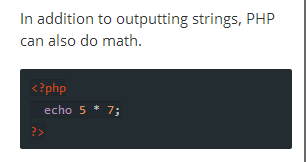 In addition to outputting strings, PHP
can also do math.
<?php
  echo 5 * 7;
?>